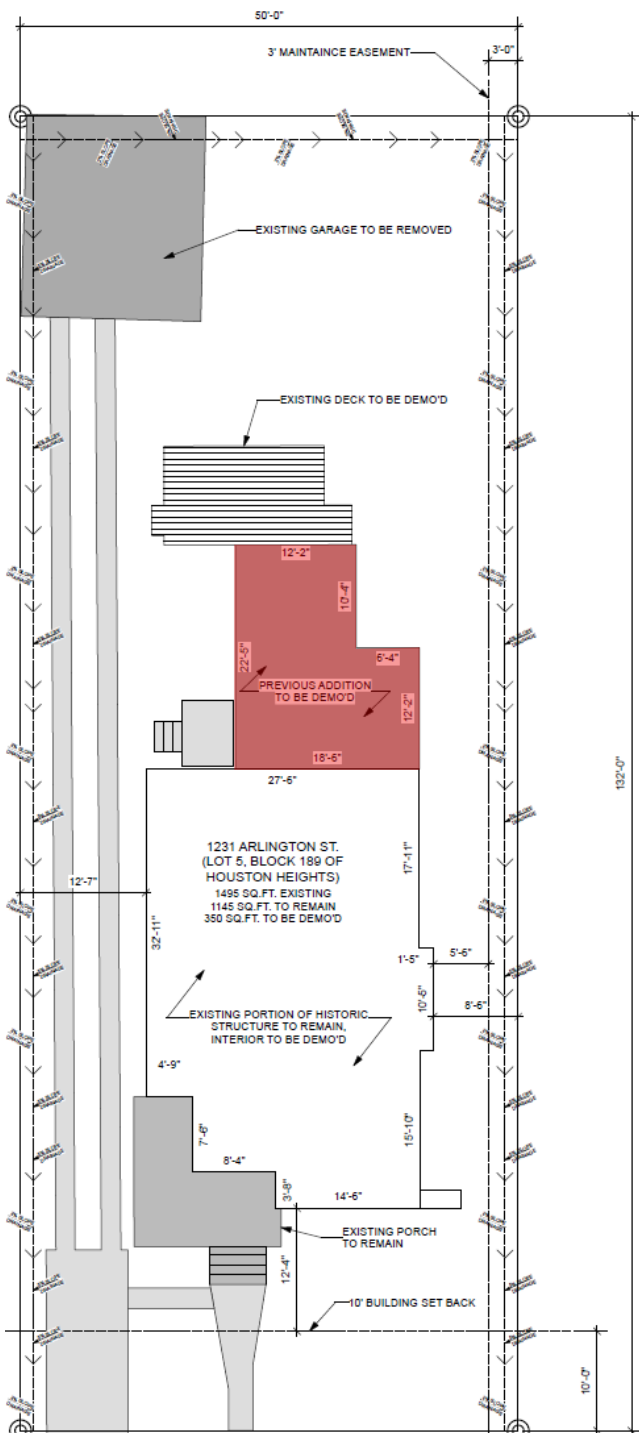 50'-0"
3' MAINTAINCE EASEMENT
3'-0"
EXISTING GARAGE TO BE REMOVED
EXISTING DECK TO BE DEMO'D
12'-2"
10'-4'
6'-4"
22'-5"
PREVIOUS ADDITION
TO BE DEMO'D
12'-2"
18'-6"
27'-6"
132'-0"
1231 ARLINGTON ST.
(LOT 5, BLOCK 189 OF
HOUSTON HEIGHTS)
1495 SQ.FT. EXISTING
1145 SQ.FT. TO REMAIN
350 SQ.FT. TO BE DEMO'D
17'-11"
12'-7"
32'-11"
1'-5"
5'-6"
10'-5"
8'-6"
EXISTING PORTION OF HISTORIC
STRUCTURE TO REMAIN,
INTERIOR TO BE DEMO'D
4'-9"
7'-6"
15'-10"
8'-4"
3'-8"
14'-6"
EXISTING PORCH
TO REMAIN
12'-4"
10' BUILDING SET BACK
10'-0"